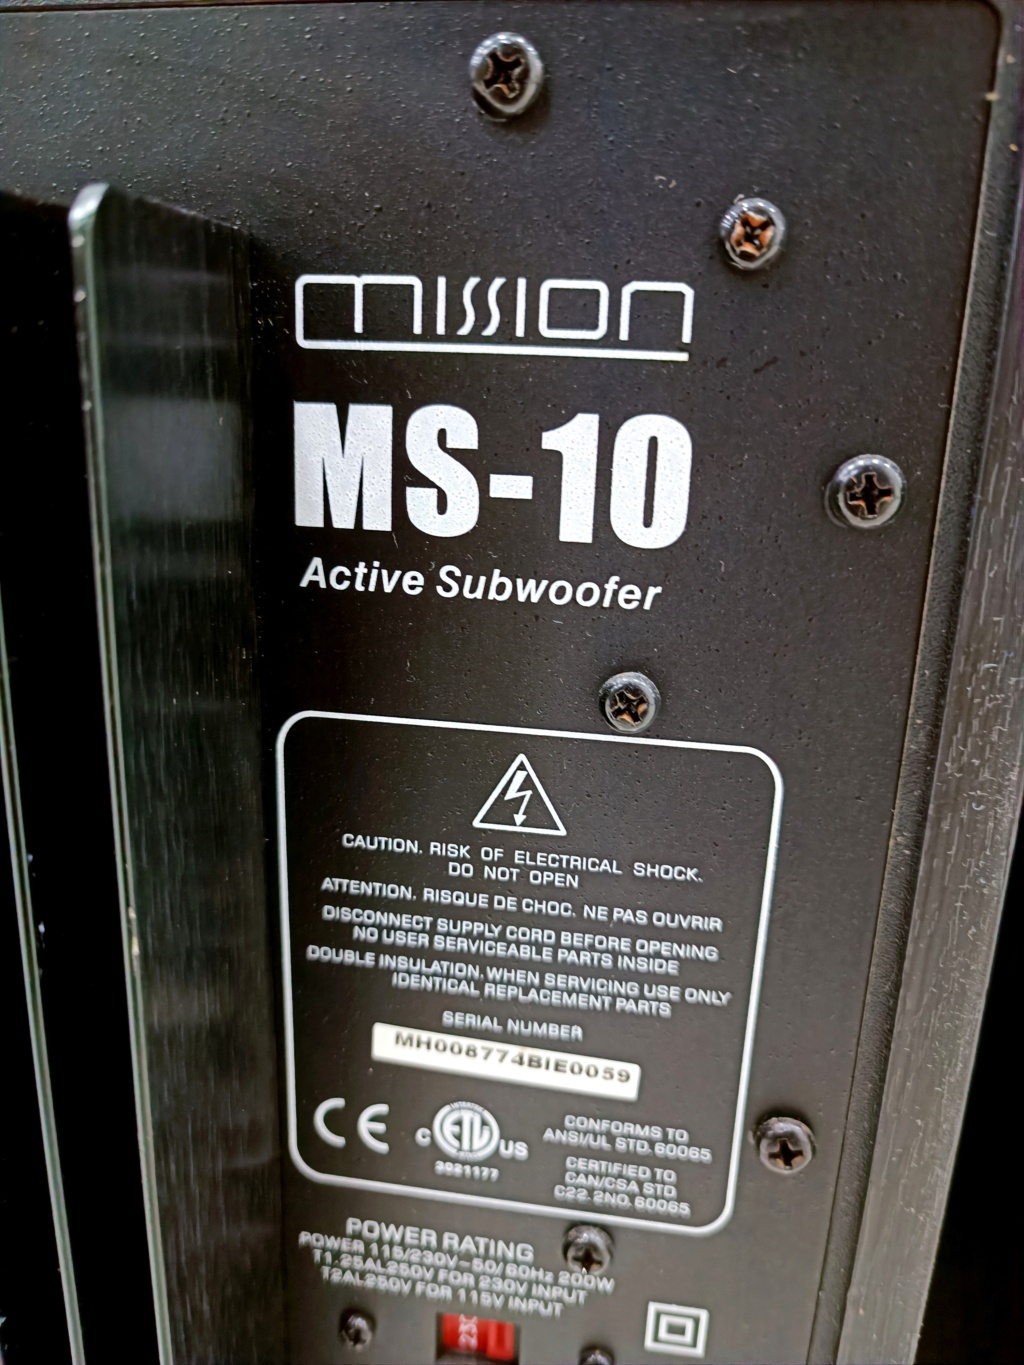 mission
MS-10
Active Subwoofer
CAUTION. RISK OF ELECTRICAL SHOCK.
DO NOT OPEN
ATTENTION. RISQUE DE CHOC. NE PAS OUVRIR
DISCONNECT SUPPLY CORD BEFORE OPENING
NO USER SERVICEABLE PARTS INSIDE
DOUBLE INSULATION. WHEN SERVICING USE ONLY
IDENTICAL REPLACEMENT PARTS
SERIAL NUMBER
MH008774BIE0059
CE
C ETL US
3021177
CONFORMS TO
ANSI/UL STD. 60065
CERTIFIED TO
CAN/CSA STD
C22. 2NO. 60065
POWER RATING
POWER 115/230V~50/60Hz 200W
T1.25AL250V FOR 230V INPUT
T2AL250V FOR 115V INPUT